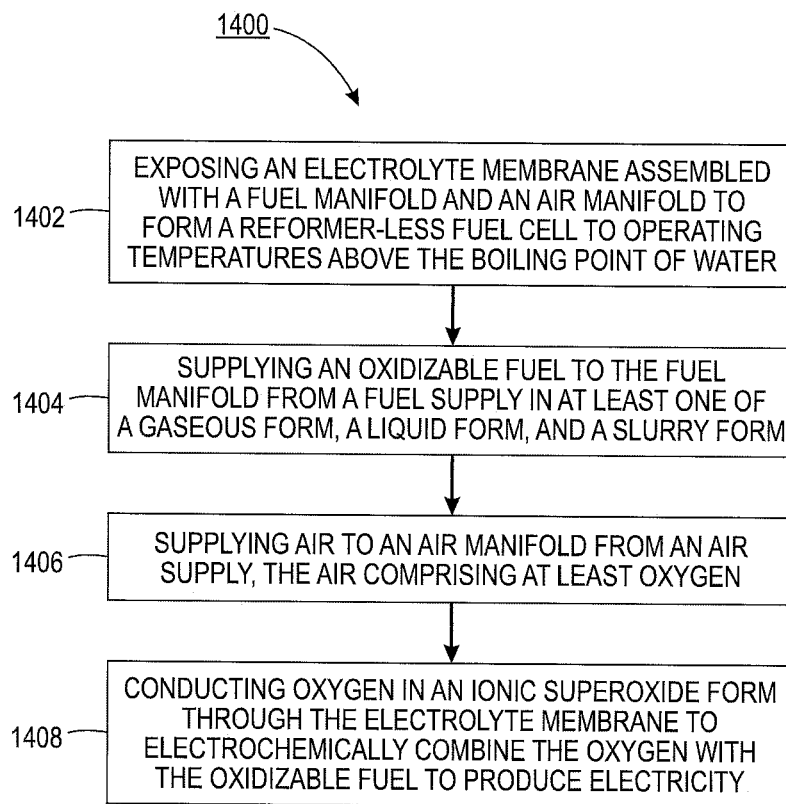 1400
EXPOSING AN ELECTROLYTE MEMBRANE ASSEMBLED
WITH A FUEL MANIFOLD AND AN AIR MANIFOLD TO
1402
FORM A REFORMER-LESS FUEL CELL TO OPERATING
TEMPERATURES ABOVE THE BOILING POINT OF WATER
SUPPLYING AN OXIDIZABLE FUEL TO THE FUEL
1404
MANIFOLD FROM A FUEL SUPPLY IN AT LEAST ONE OF
A GASEOUS FORM, A LIQUID FORM, AND A SLURRY FORM
1406
SUPPLYING AIR TO AN AIR MANIFOLD FROM AN AIR
SUPPLY, THE AIR COMPRISING AT LEAST OXYGEN
CONDUCTING OXYGEN IN AN IONIC SUPEROXIDE FORM
THROUGH THE ELECTROLYTE MEMBRANE TO
1408
ELECTROCHEMICALLY COMBINE THE OXYGEN WITH
THE OXIDIZABLE FUEL TO PRODUCE ELECTRICITY